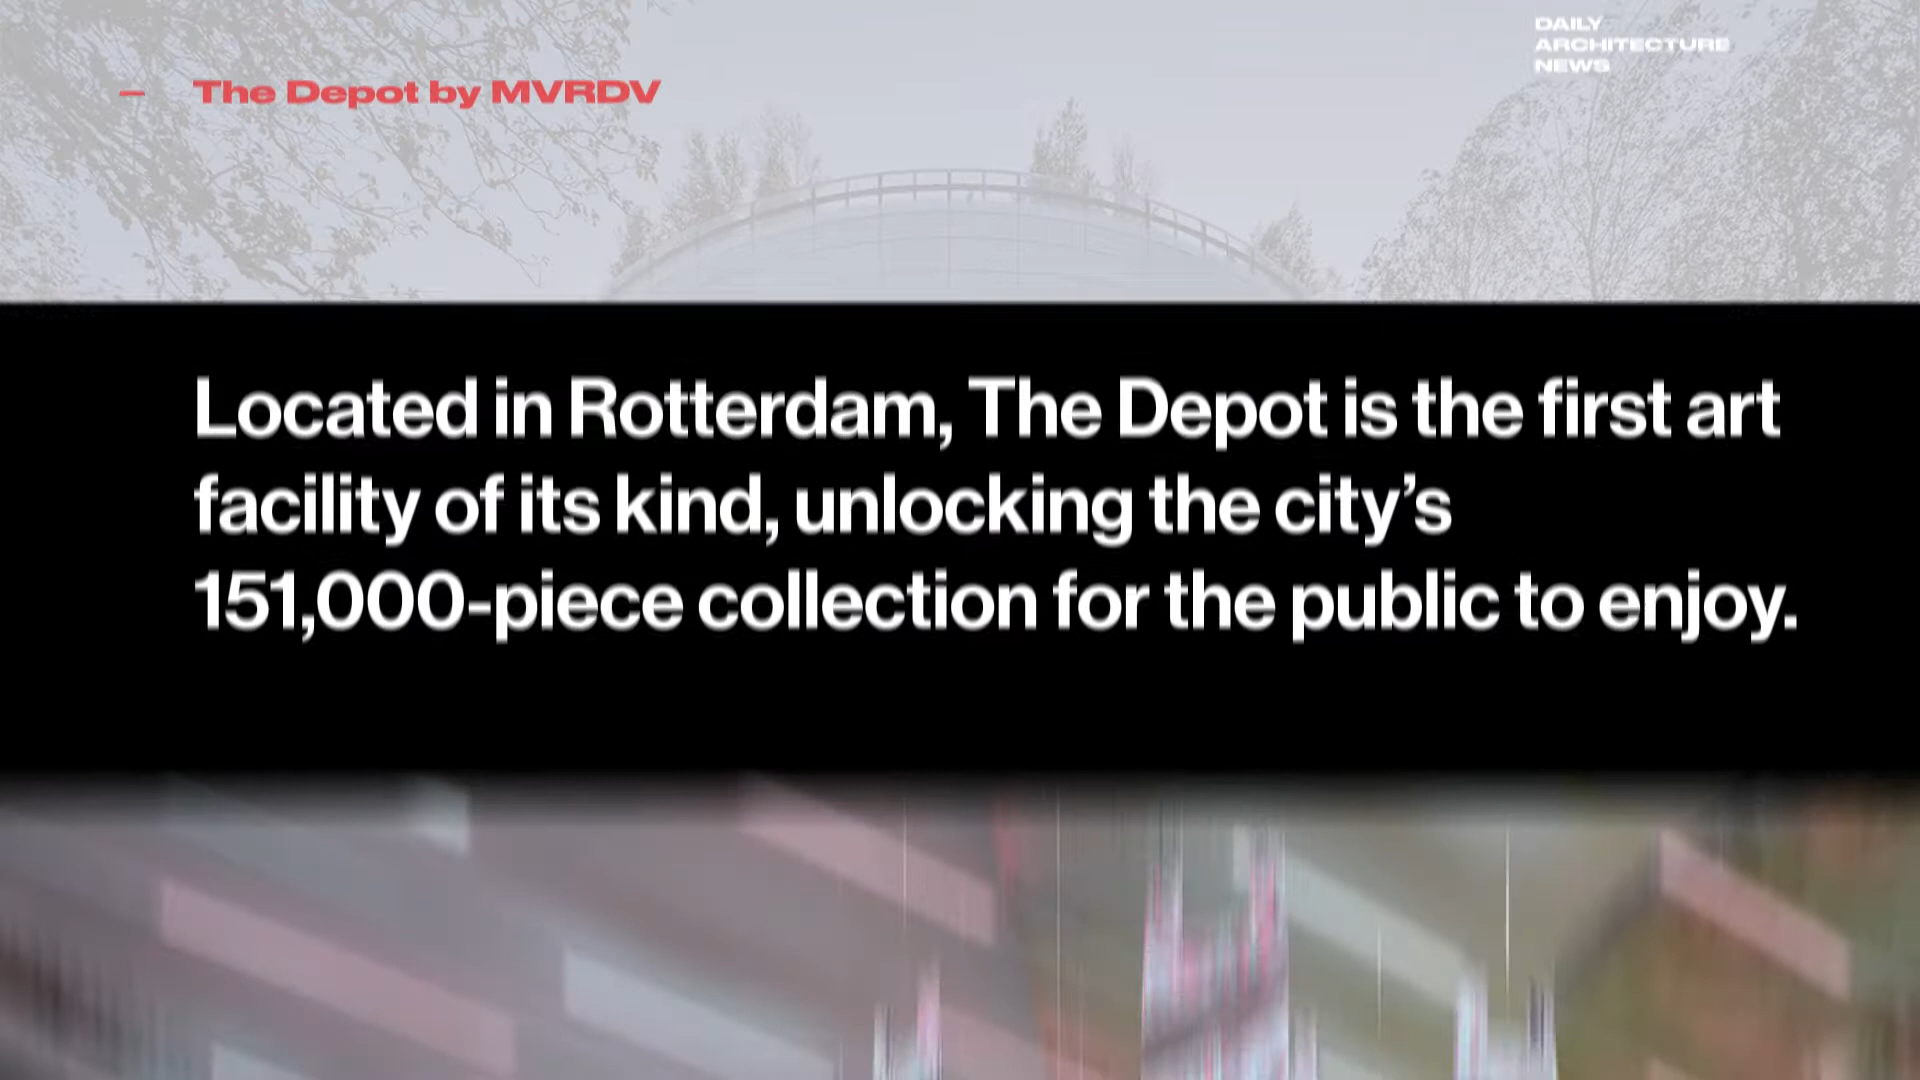 — The Depot by MVRDV
DAILY
ARCHITECTURE
NEWS
Located in Rotterdam, The Depot is the first art
facility of its kind, unlocking the city’s
151,000-piece collection for the public to enjoy.